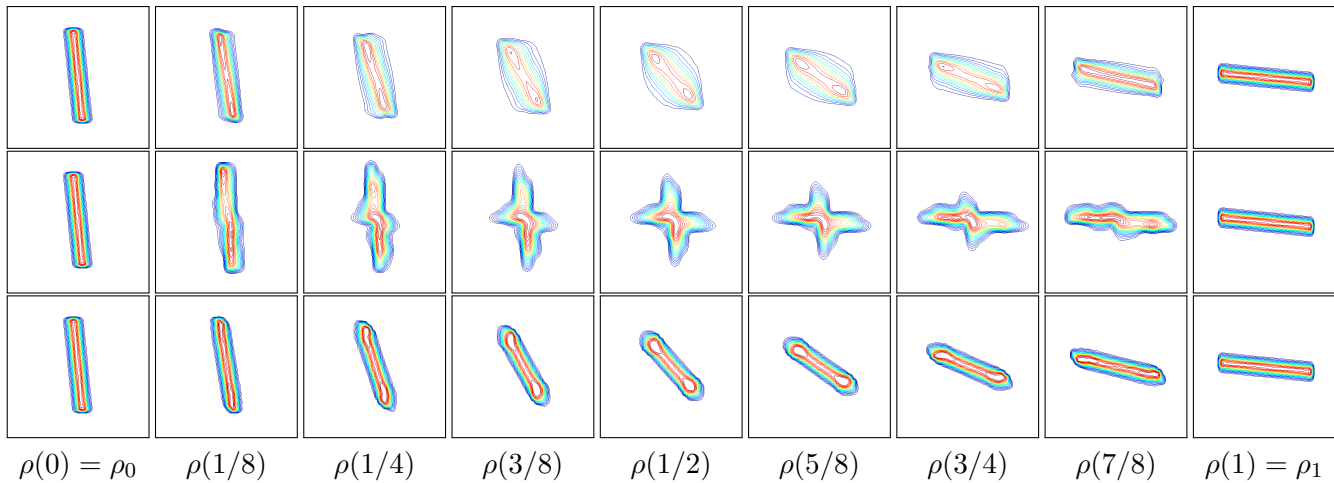 ρ(0) = ρ₀ ρ(1/8) ρ(1/4) ρ(3/8) ρ(1/2) ρ(5/8) ρ(3/4) ρ(7/8) ρ(1) = ρ₁